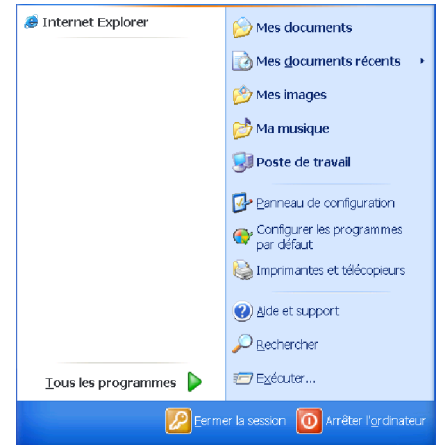 Internet Explorer
Tous les programmes
Mes documents
Mes documents récents
Mes images
Ma musique
Poste de travail
Panneau de configuration
Configurer les programmes
par défaut
Imprimantes et télécopieurs
Aide et support
Rechercher
Exécuter...
Fermer la session
Arrêter l'ordinateur